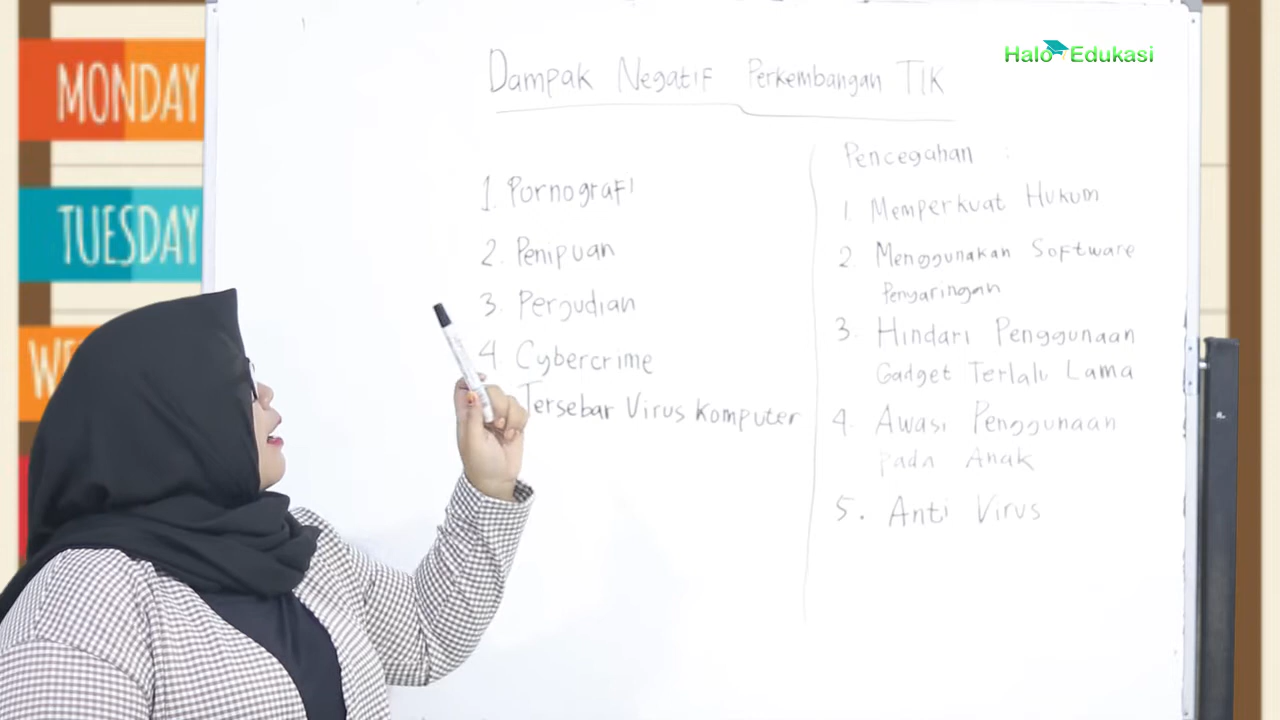 MONDAY
TUESDAY
WE
Halo Edukasi
Dampak Negatif Perkembangan TIK
1. Pornografi
2. Penipuan
3. Perjudian
4. Cybercrime
Tersebar Virus Komputer
Pencegahan :
1. Memperkuat Hukum
2. Menggunakan Software
Penyaringan
3. Hindari Penggunaan
Gadget Terlalu Lama
4. Awasi Penggunaan
pada Anak
5. Anti Virus